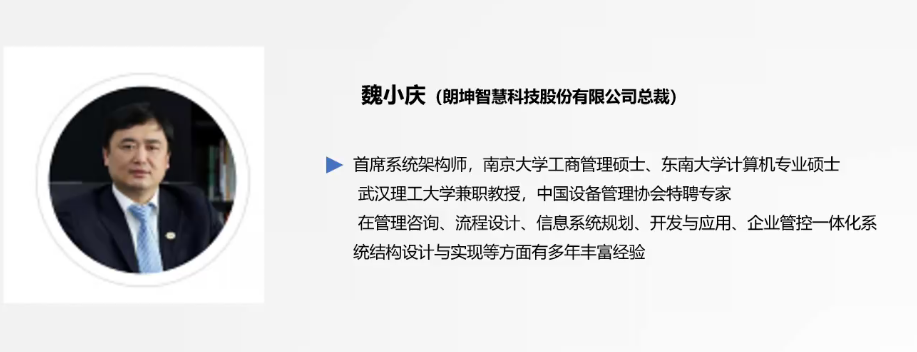 魏小庆（朗坤智慧科技股份有限公司总裁）
首席系统架构师，南京大学工商管理硕士、东南大学计算机专业硕士
武汉理工大学兼职教授，中国设备管理协会特聘专家
在管理咨询、流程设计、信息系统规划、开发与应用、企业管控一体化系
统结构设计与实现等方面有多年丰富经验